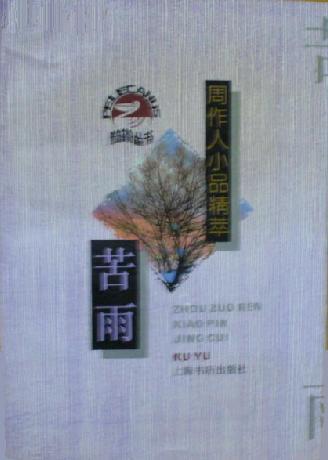 PELECANUS
周作人小品精萃
苦雨
ZHOU ZUO REN
XIAO PIN
JING CUI
KU YU
上海书店出版社